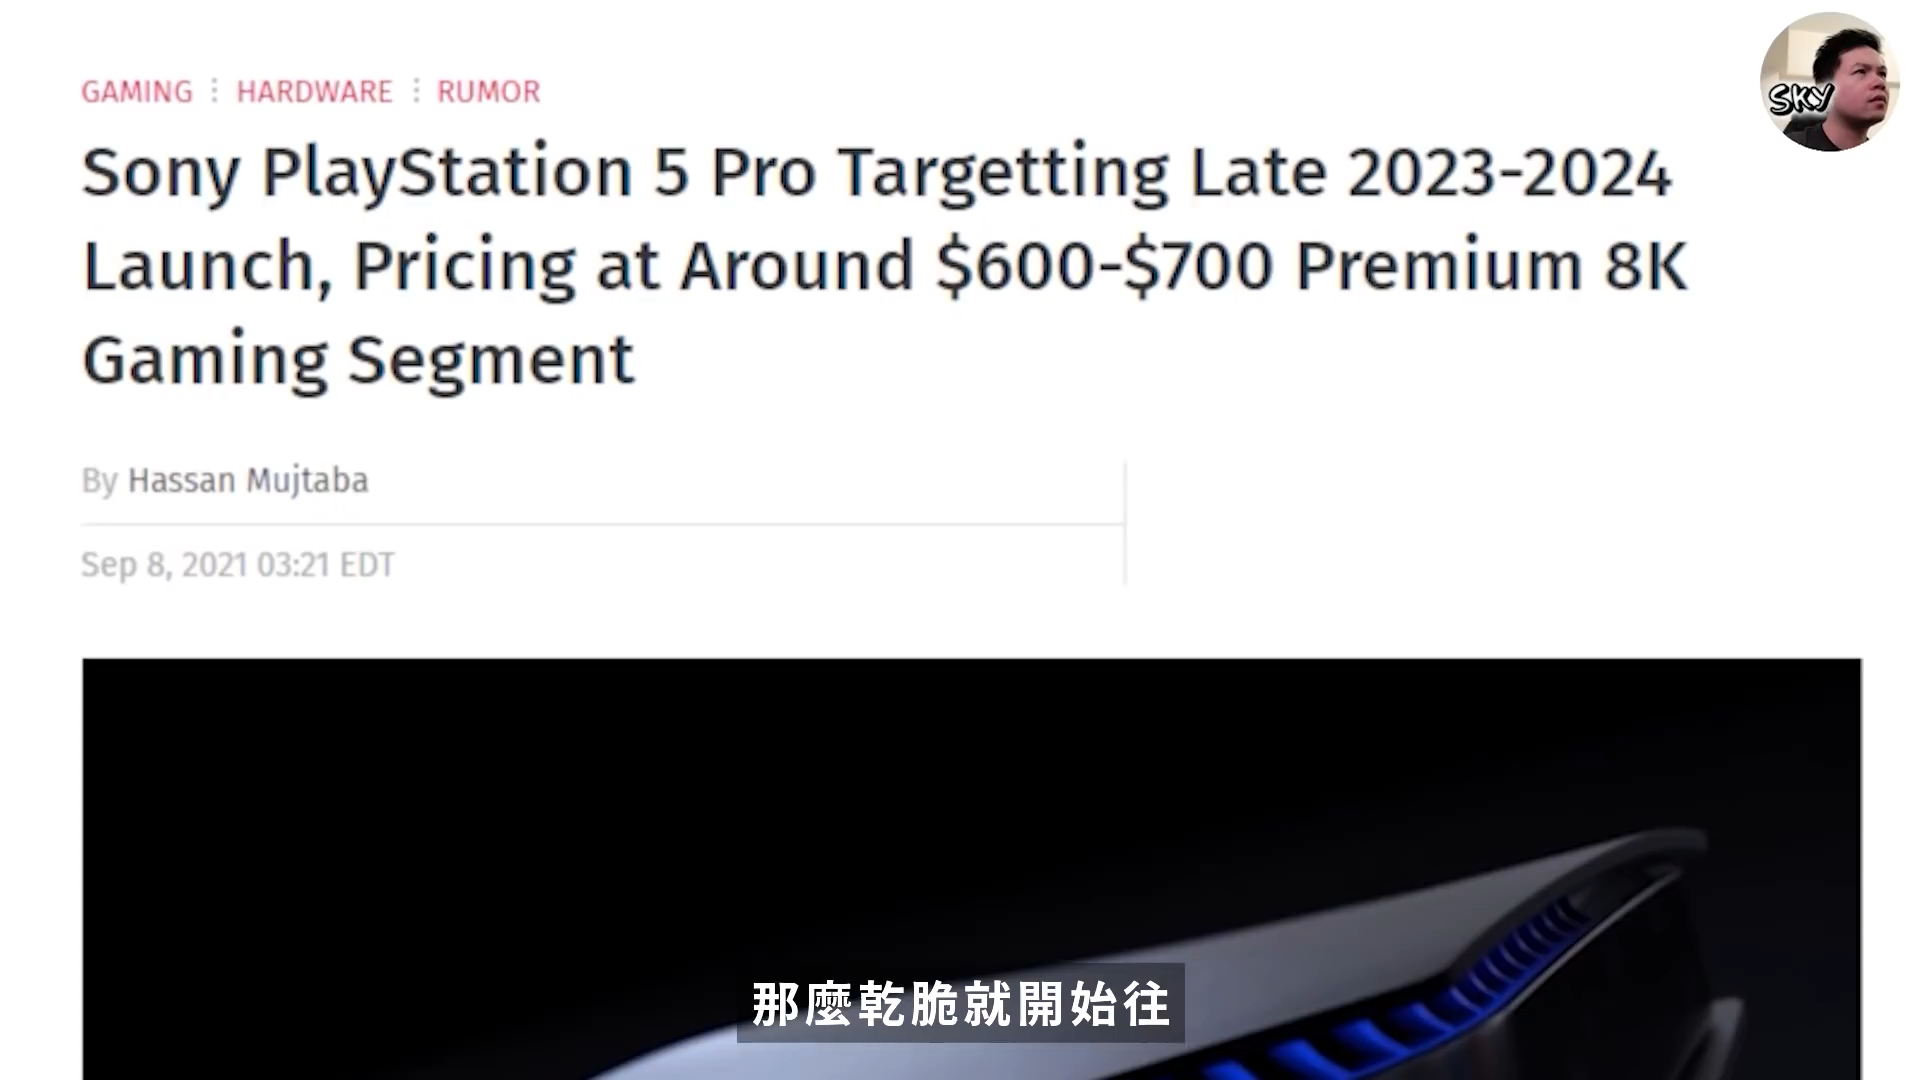 GAMING ⋮ HARDWARE ⋮ RUMOR
SKY
Sony PlayStation 5 Pro Targetting Late 2023-2024
Launch, Pricing at Around $600-$700 Premium 8K
Gaming Segment
By Hassan Mujtaba
Sep 8, 2021 03:21 EDT
那麼乾脆就開始往